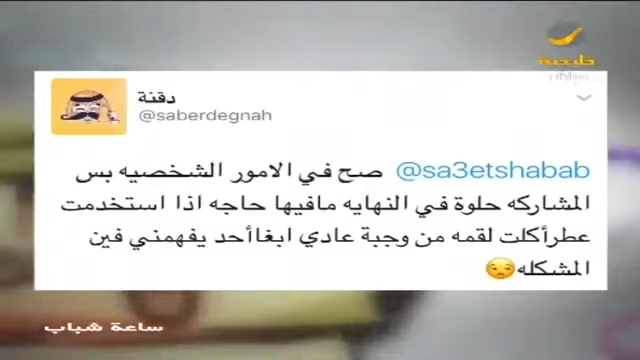 خليجية
دقنة
@saberdegnah
@sa3etshabab صح في الامور الشخصيه بس
المشاركه حلوة في النهايه مافيها حاجه اذا استخدمت
عطرأكلت لقمه من وجبة عادي ابغاأحد يفهمني فين
المشكله😒
ساعة شباب